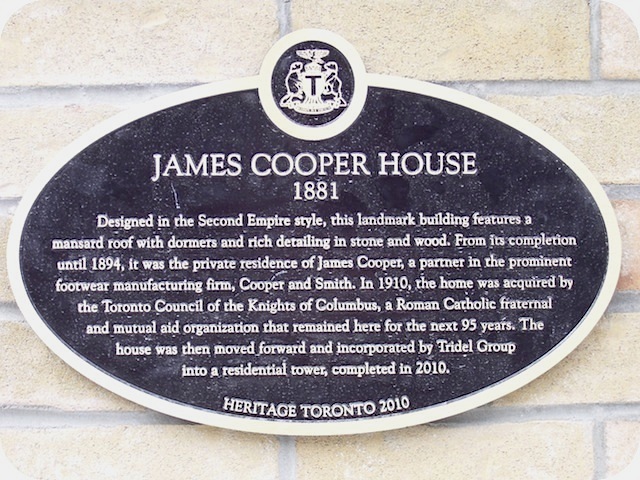 T
JAMES COOPER HOUSE
1881
Designed in the Second Empire style, this landmark building features a
mansard roof with dormers and rich detailing in stone and wood. From its completion
until 1894, it was the private residence of James Cooper, a partner in the prominent
footwear manufacturing firm, Cooper and Smith. In 1910, the home was acquired by
the Toronto Council of the Knights of Columbus, a Roman Catholic fraternal
and mutual aid organization that remained here for the next 95 years. The
house was then moved forward and incorporated by Tridel Group
into a residential tower, completed in 2010.
HERITAGE TORONTO 2010